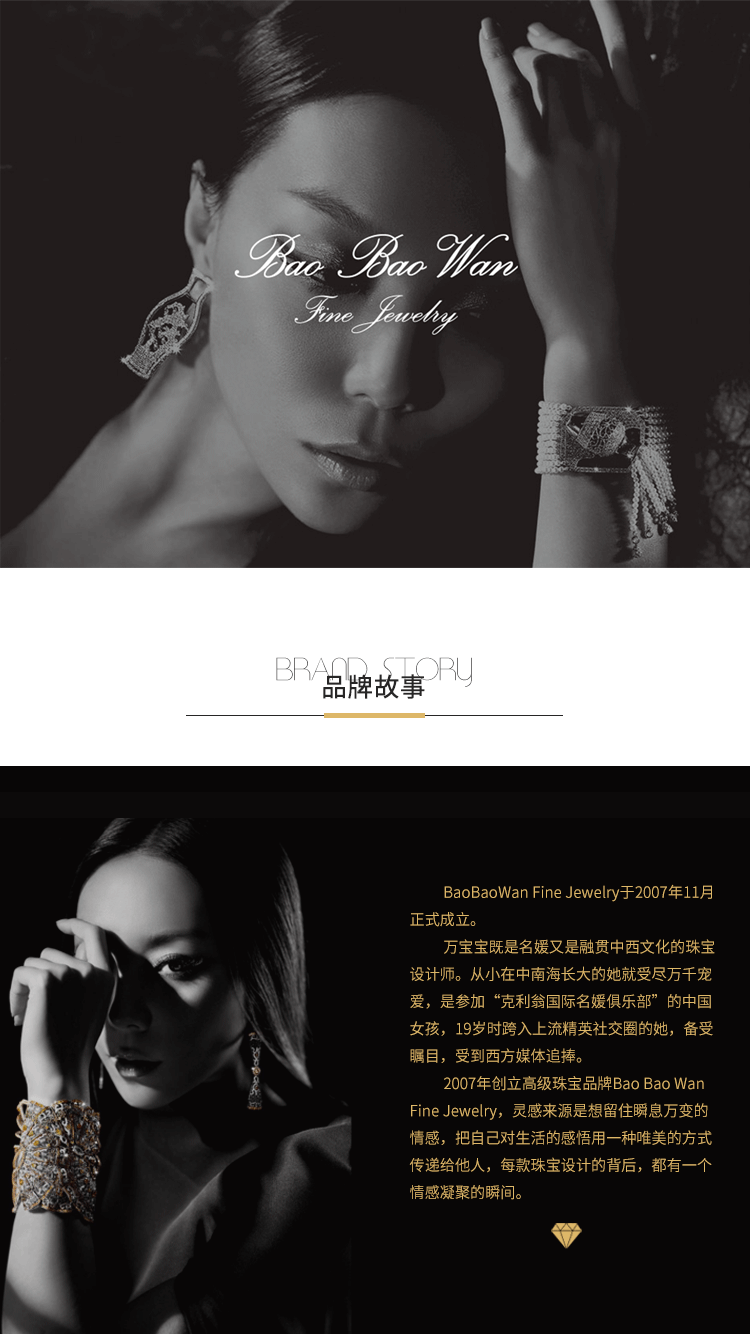 Bao Bao Wan
Fine Jewelry
BRAND STORY
品牌故事
BaoBaoWan Fine Jewelry于2007年11月
正式成立。
万宝宝既是名媛又是融贯中西文化的珠宝
设计师。从小在中南海长大的她就受尽万千宠
爱，是参加“克利翁国际名媛俱乐部”的中国
女孩，19岁时跨入上流精英社交圈的她，备受
瞩目，受到西方媒体追捧。
2007年创立高级珠宝品牌Bao Bao Wan
Fine Jewelry，灵感来源是想留住瞬息万变的
情感，把自己对生活的感悟用一种唯美的方式
传递给他人，每款珠宝设计的背后，都有一个
情感凝聚的瞬间。